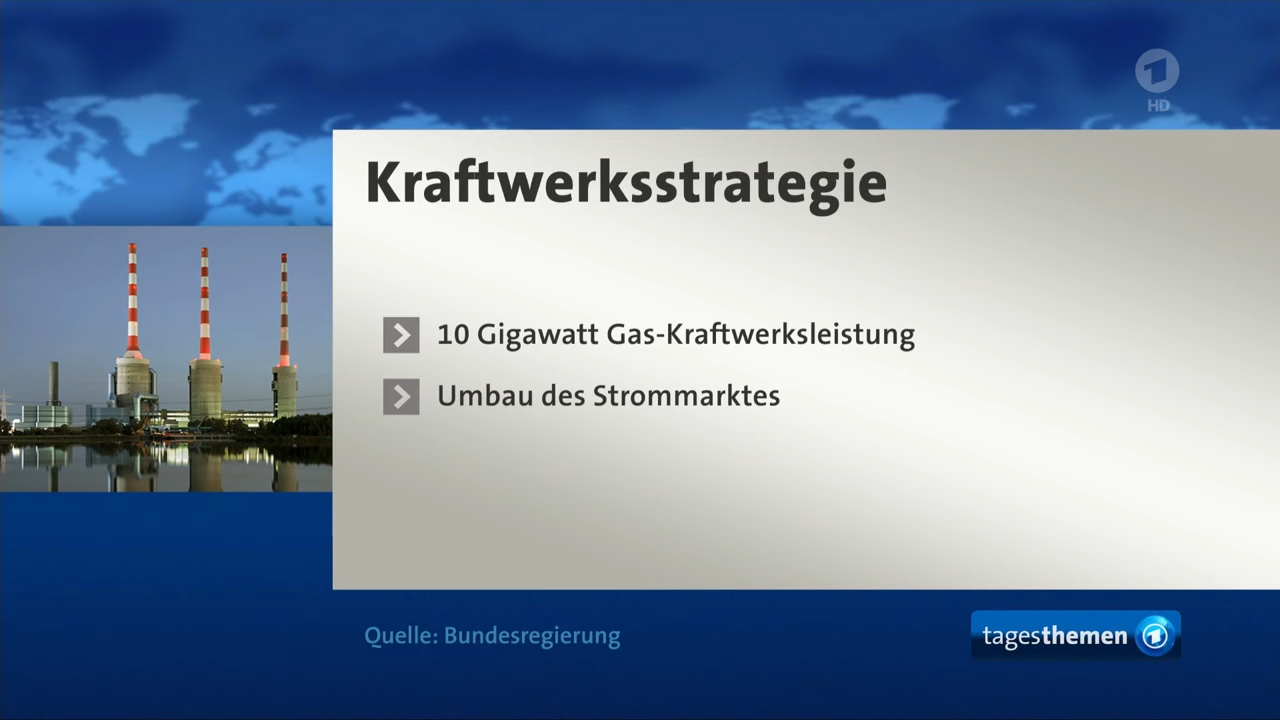 HD
Kraftwerksstrategie
10 Gigawatt Gas-Kraftwerksleistung
Umbau des Strommarktes
Quelle: Bundesregierung
tagesthemen